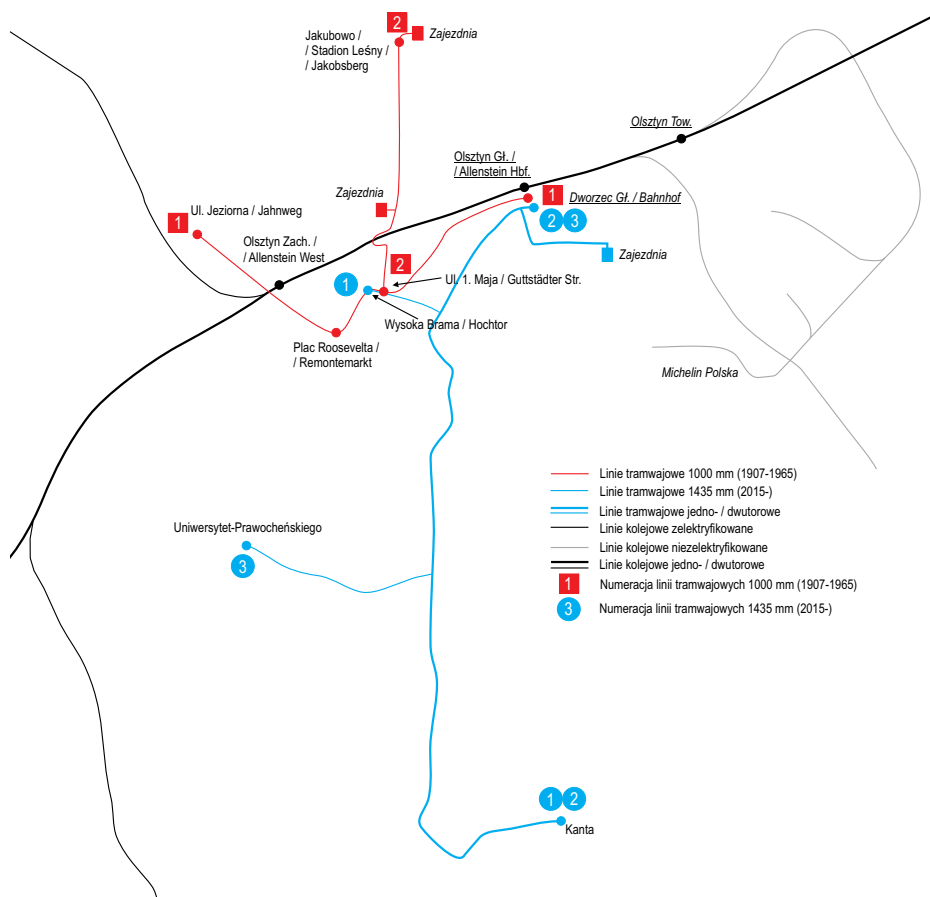 2
Jakubowo /
/ Stadion Leśny /
/ Jakobsberg
Zajezdnia
Olsztyn Tow.
Olsztyn Gł. /
/ Allenstein Hbf.
Zajezdnia
1
Dworzec Gł. / Bahnhof
1
Ul. Jeziorna / Jahnweg
2 3
Olsztyn Zach. /
/ Allenstein West
Zajezdnia
2
Ul. 1. Maja / Guttstädter Str.
1
Wysoka Brama / Hochtor
Plac Roosevelta /
/ Remontemarkt
Michelin Polska
Linie tramwajowe 1000 mm (1907-1965)
Linie tramwajowe 1435 mm (2015-)
Linie tramwajowe jedno- / dwutorowe
Linie kolejowe zelektryfikowane
Linie kolejowe niezelektryfikowane
Linie kolejowe jedno- / dwutorowe
1 Numeracja linii tramwajowych 1000 mm (1907-1965)
3 Numeracja linii tramwajowych 1435 mm (2015-)
Uniwersytet-Prawocheńskiego
3
1 2
Kanta